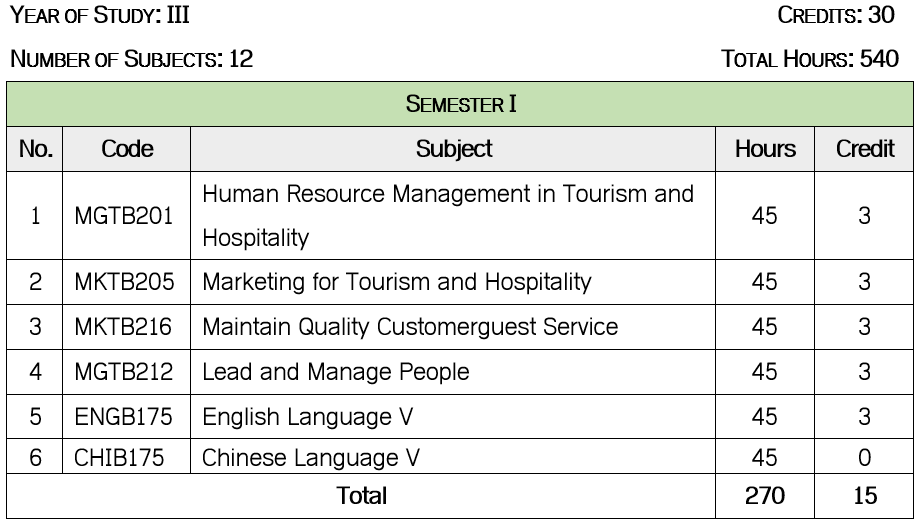 YEAR OF STUDY: III CREDITS: 30
NUMBER OF SUBJECTS: 12 TOTAL HOURS: 540
SEMESTER I
No. Code Subject Hours Credit
1 MGTB201 Human Resource Management in Tourism and Hospitality 45 3
2 MKTB205 Marketing for Tourism and Hospitality 45 3
3 MKTB216 Maintain Quality Customerguest Service 45 3
4 MGTB212 Lead and Manage People 45 3
5 ENGB175 English Language V 45 3
6 CHIB175 Chinese Language V 45 0
Total 270 15